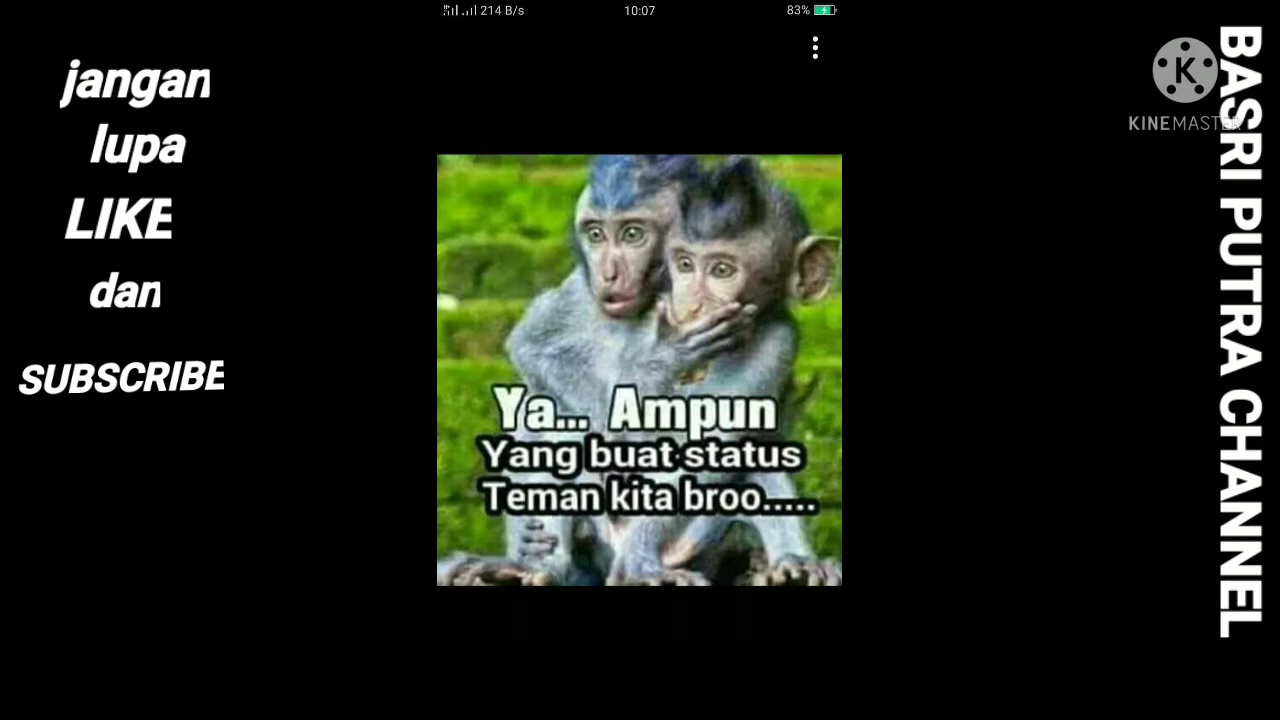 214 B/s
10:07
83%
jangan
lupa
LIKE
dan
SUBSCRIBE
Ya... Ampun
Yang buat status
Teman kita broo.....
K
KINEMASTER
BASRI PUTRA CHANNEL